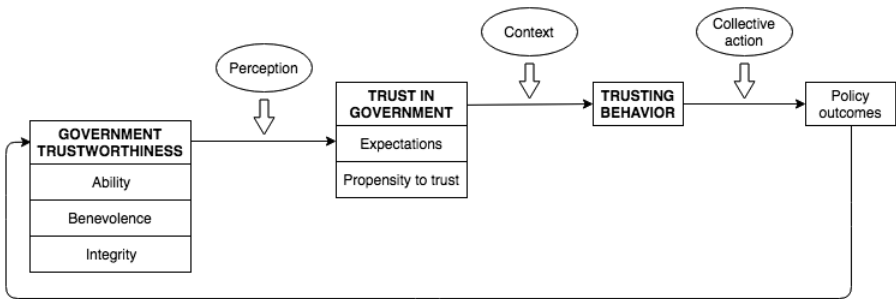 Perception
Context
Collective
action
GOVERNMENT
TRUSTWORTHINESS
Ability
Benevolence
Integrity
TRUST IN
GOVERNMENT
Expectations
Propensity to trust
TRUSTING
BEHAVIOR
Policy
outcomes